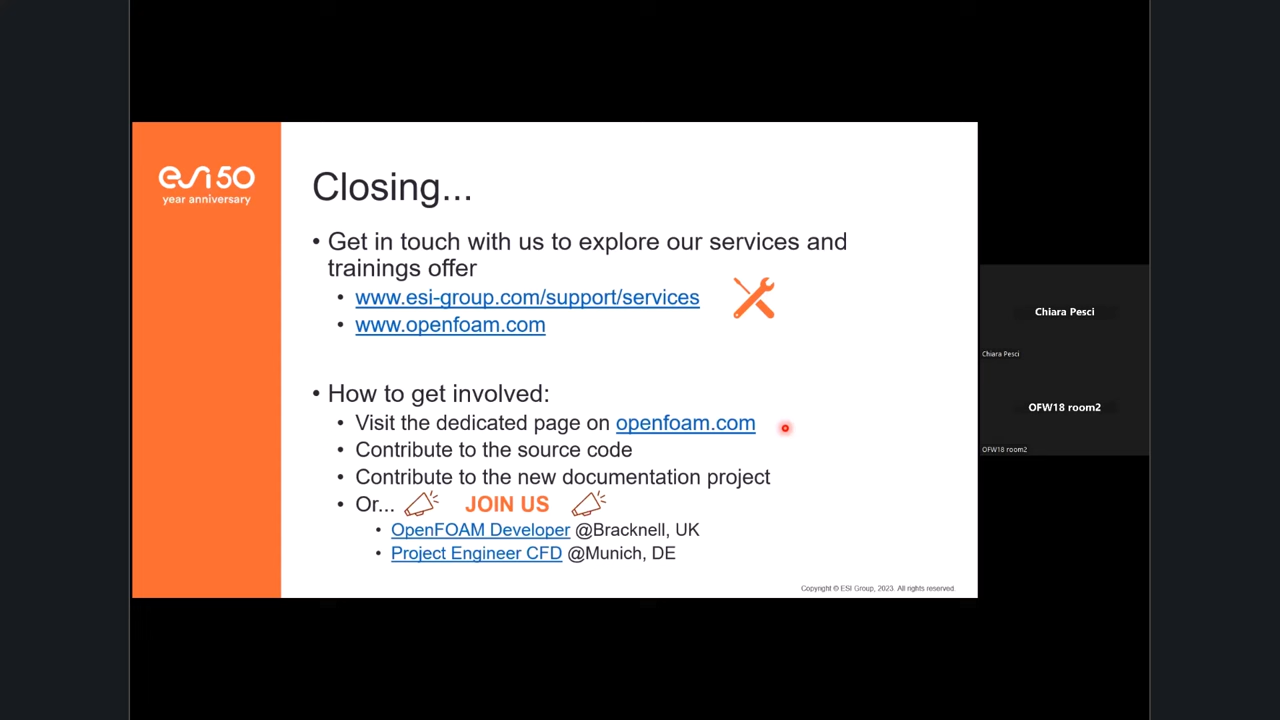 esi 50
year anniversary
Closing...
• Get in touch with us to explore our services and
trainings offer
• www.esi-group.com/support/services
• www.openfoam.com
• How to get involved:
• Visit the dedicated page on openfoam.com
• Contribute to the source code
• Contribute to the new documentation project
• Or... JOIN US
• OpenFOAM Developer @Bracknell, UK
• Project Engineer CFD @Munich, DE
Copyright © ESI Group, 2023. All rights reserved.
Chiara Pesci
Chiara Pesci
OFW18 room2
OFW18 room2